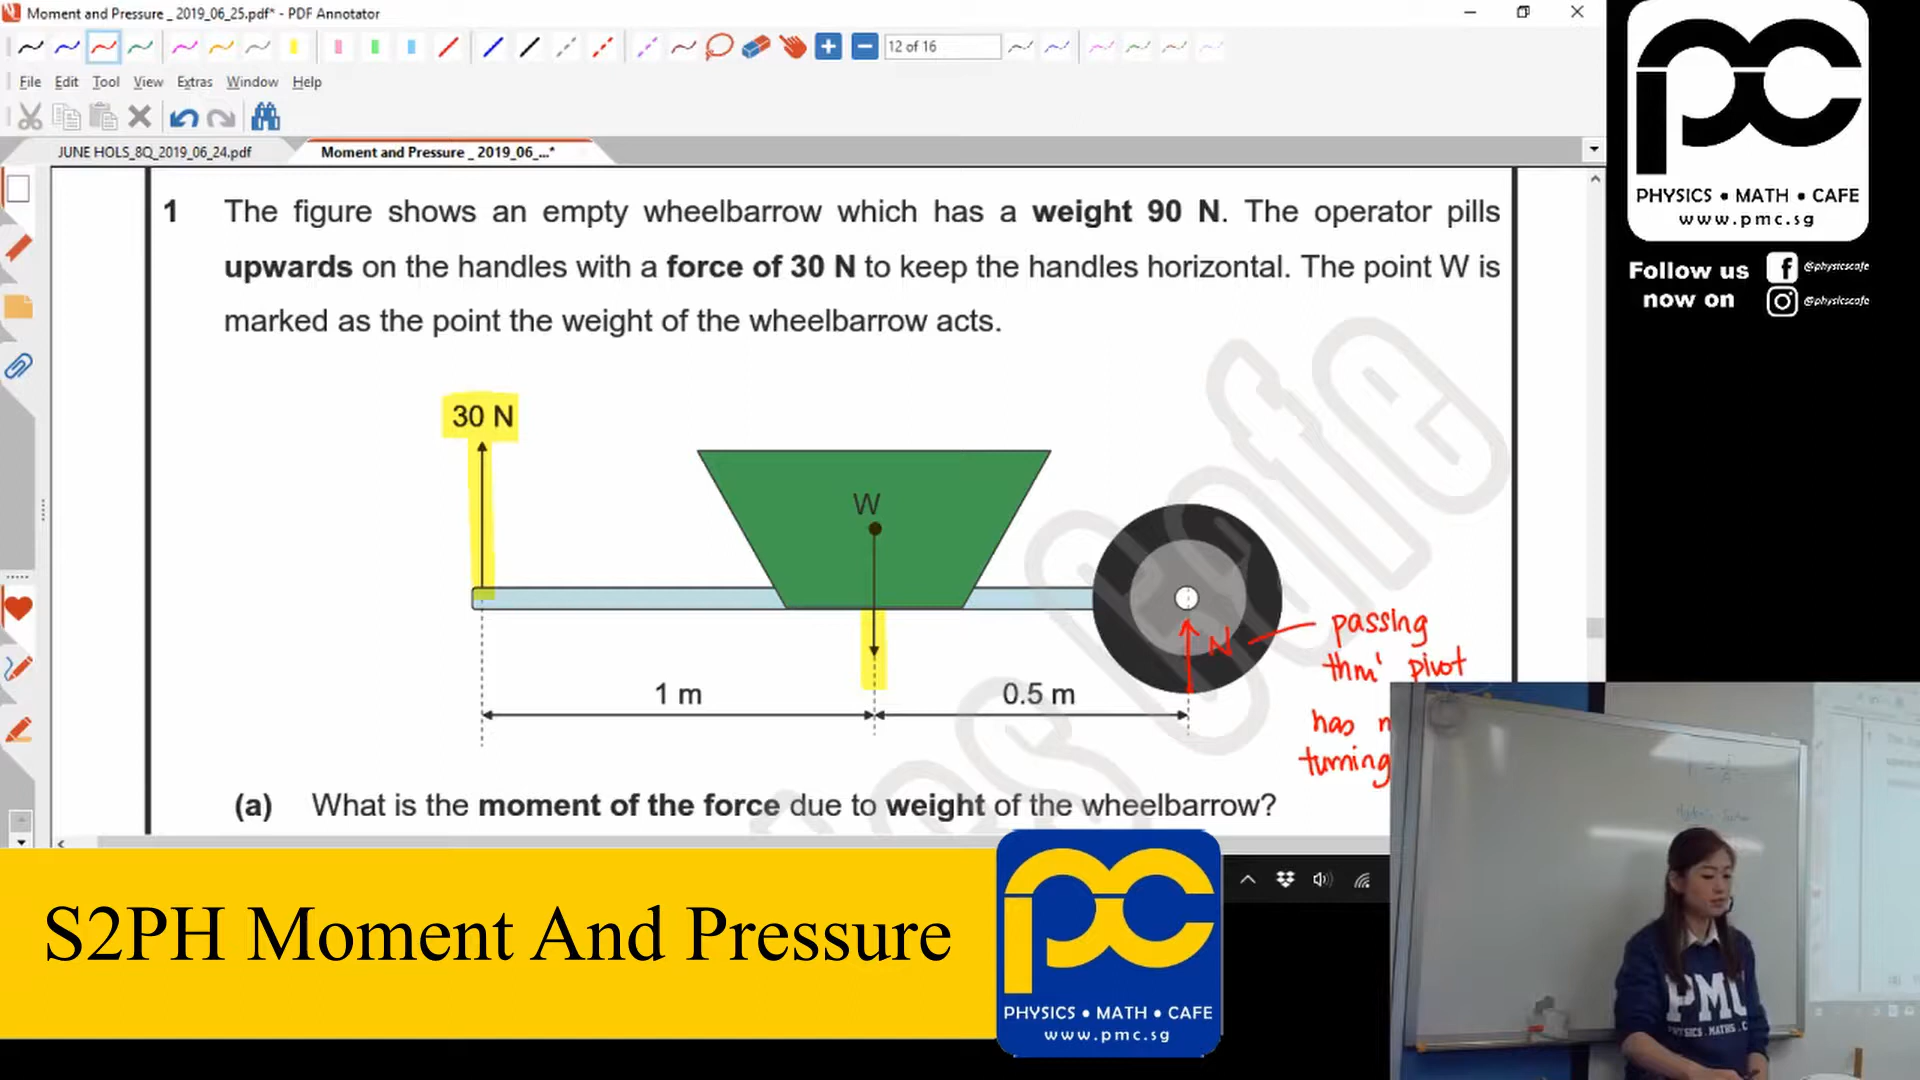 Moment and Pressure _ 2019_06_25.pdf* - PDF Annotator
12 of 16
File Edit Tool View Extras Window Help
JUNE HOLS_8Q_2019_06_24.pdf
Moment and Pressure _ 2019_06_...*
1 The figure shows an empty wheelbarrow which has a weight 90 N. The operator pills
upwards on the handles with a force of 30 N to keep the handles horizontal. The point W is
marked as the point the weight of the wheelbarrow acts.
30 N
W
N
passing
thru' pivot
has
turning
1 m
0.5 m
(a) What is the moment of the force due to weight of the wheelbarrow?
PHYSICS • MATH • CAFE
www.pmc.sg
Follow us
now on
@physicscafe
@physicscafe
S2PH Moment And Pressure
pc
PHYSICS • MATH • CAFE
www.pmc.sg
PMC
PHYSICS . MATHS . C